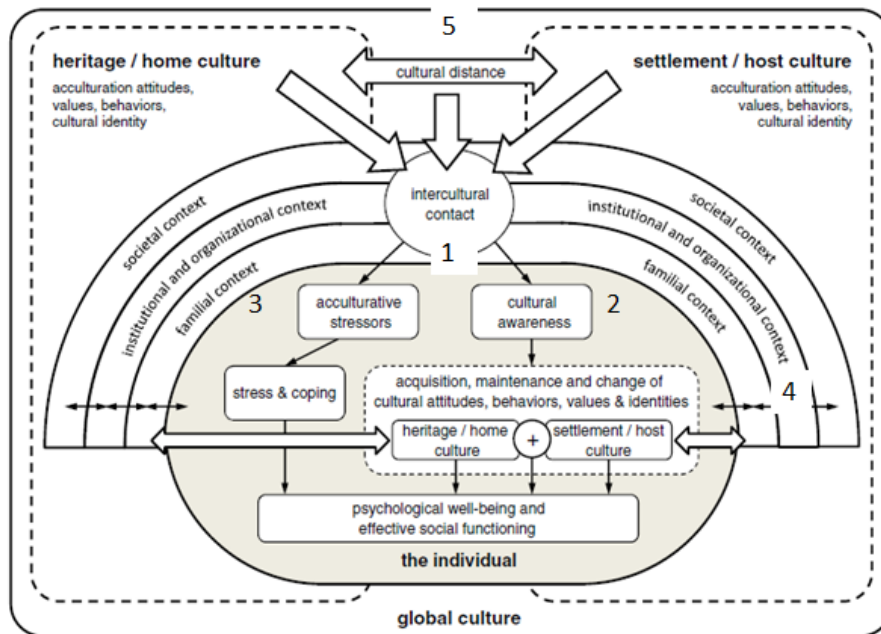 5
heritage / home culture
acculturation attitudes,
values, behaviors,
cultural identity
cultural distance
settlement / host culture
acculturation attitudes,
values, behaviors,
cultural identity
intercultural
contact
societal context
institutional and organizational context
familial context
societal context
institutional and organizational context
familial context
1
3
acculturative
stressors
cultural
awareness
2
stress & coping
acquisition, maintenance and change of
cultural attitudes, behaviors, values & identities
4
heritage / home
culture
+
settlement / host
culture
psychological well-being and
effective social functioning
the individual
global culture